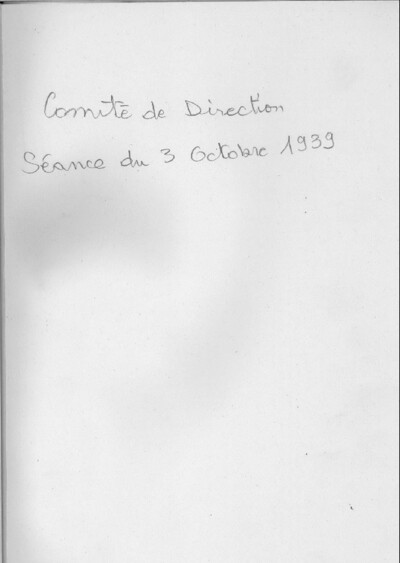 Comité de Direction
Séance du 3 Octobre 1939